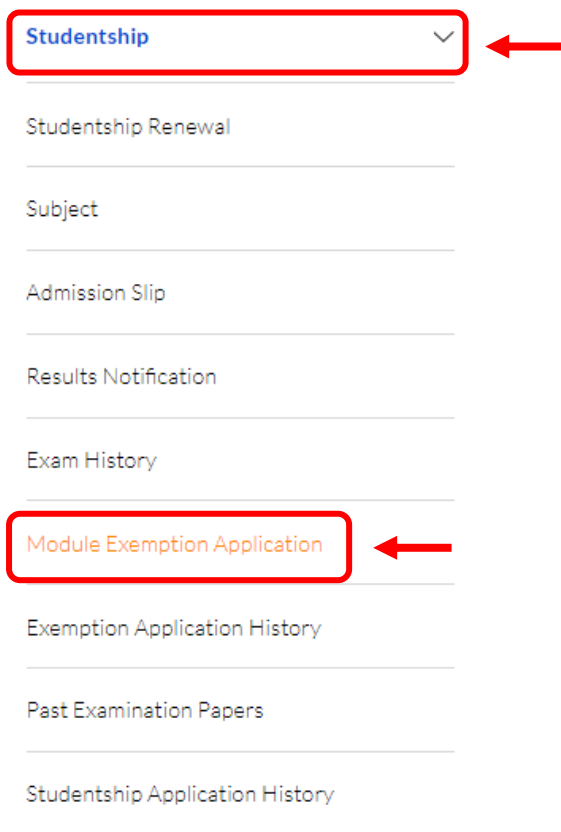 Studentship
Studentship Renewal
Subject
Admission Slip
Results Notification
Exam History
Module Exemption Application
Exemption Application History
Past Examination Papers
Studentship Application History